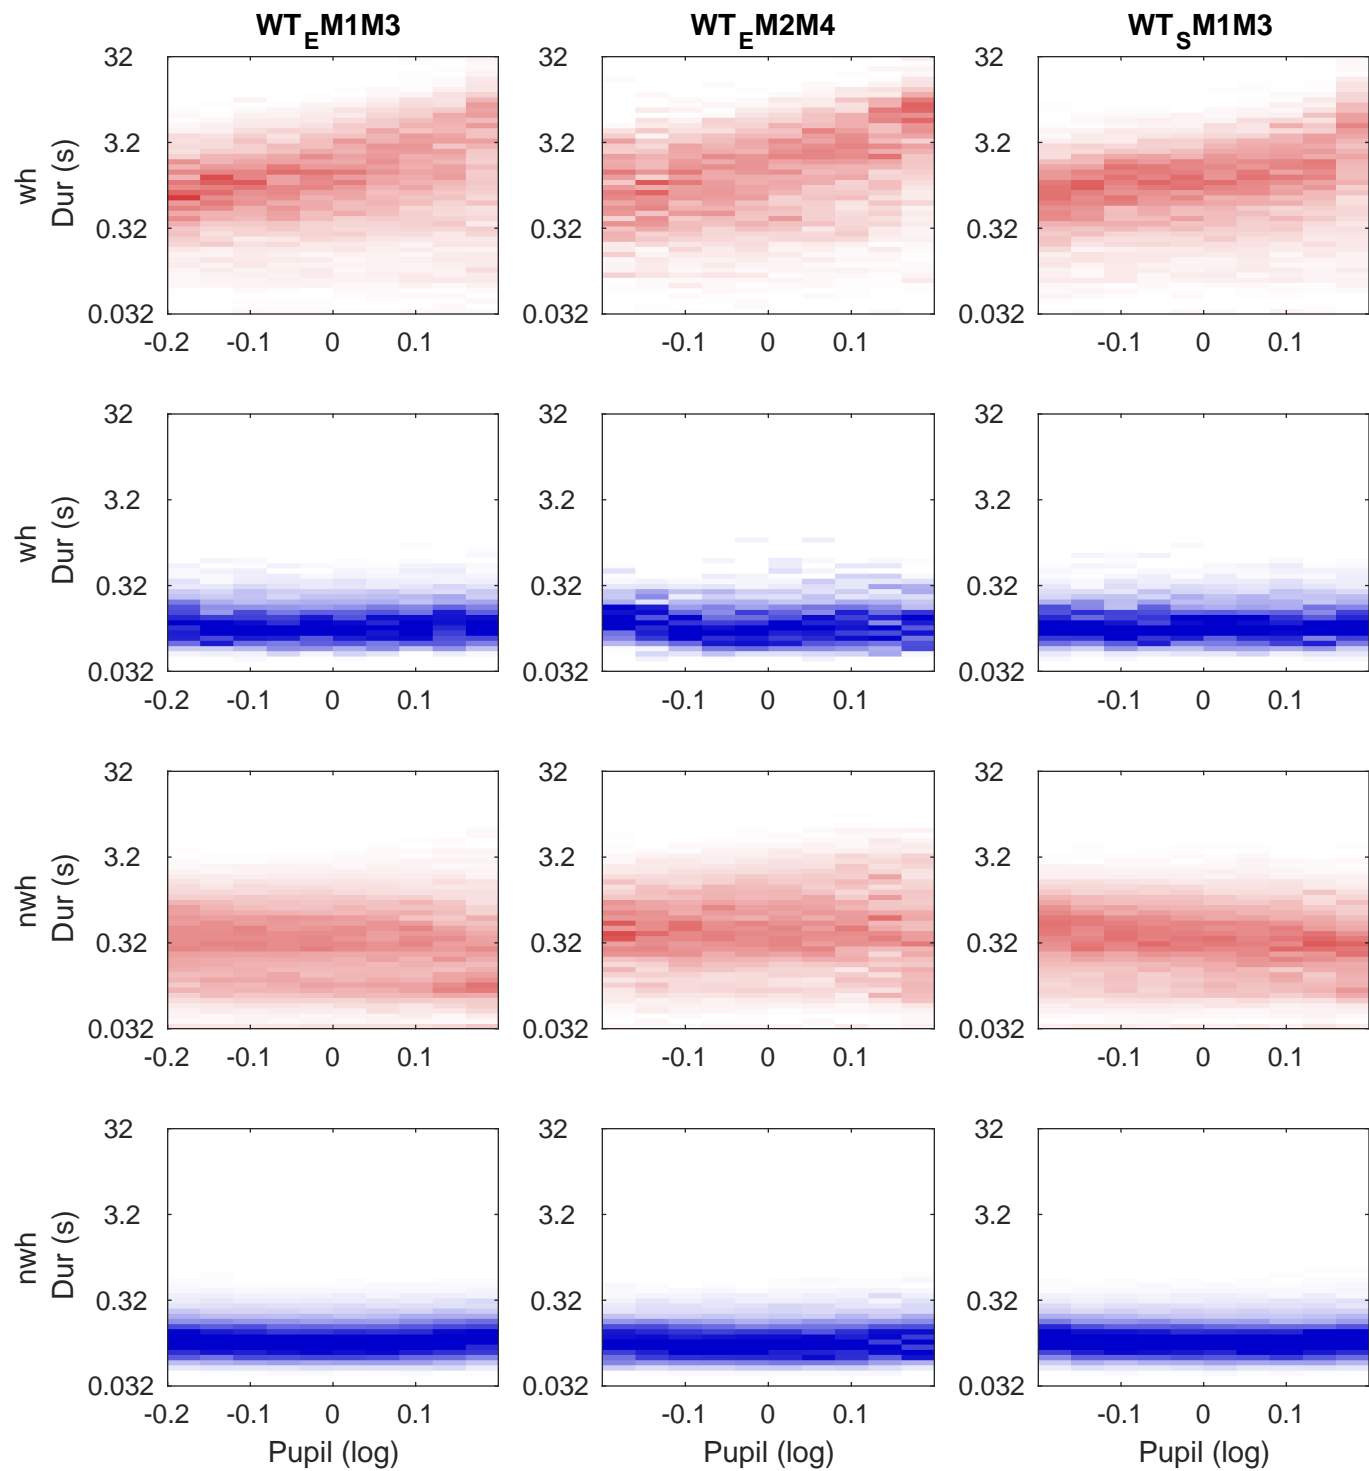 WT_EM1M3 WT_EM2M4 WT_SM1M3
wh
Dur (s)
32 32 32
3.2 3.2 3.2
0.32 0.32 0.32
0.032 0.032 0.032
-0.2 -0.1 0 0.1 -0.1 0 0.1 -0.1 0 0.1
wh
Dur (s)
32 32 32
3.2 3.2 3.2
0.32 0.32 0.32
0.032 0.032 0.032
-0.2 -0.1 0 0.1 -0.1 0 0.1 -0.1 0 0.1
nwh
Dur (s)
32 32 32
3.2 3.2 3.2
0.32 0.32 0.32
0.032 0.032 0.032
-0.2 -0.1 0 0.1 -0.1 0 0.1 -0.1 0 0.1
nwh
Dur (s)
32 32 32
3.2 3.2 3.2
0.32 0.32 0.32
0.032 0.032 0.032
-0.2 -0.1 0 0.1 -0.1 0 0.1 -0.1 0 0.1
Pupil (log) Pupil (log) Pupil (log)